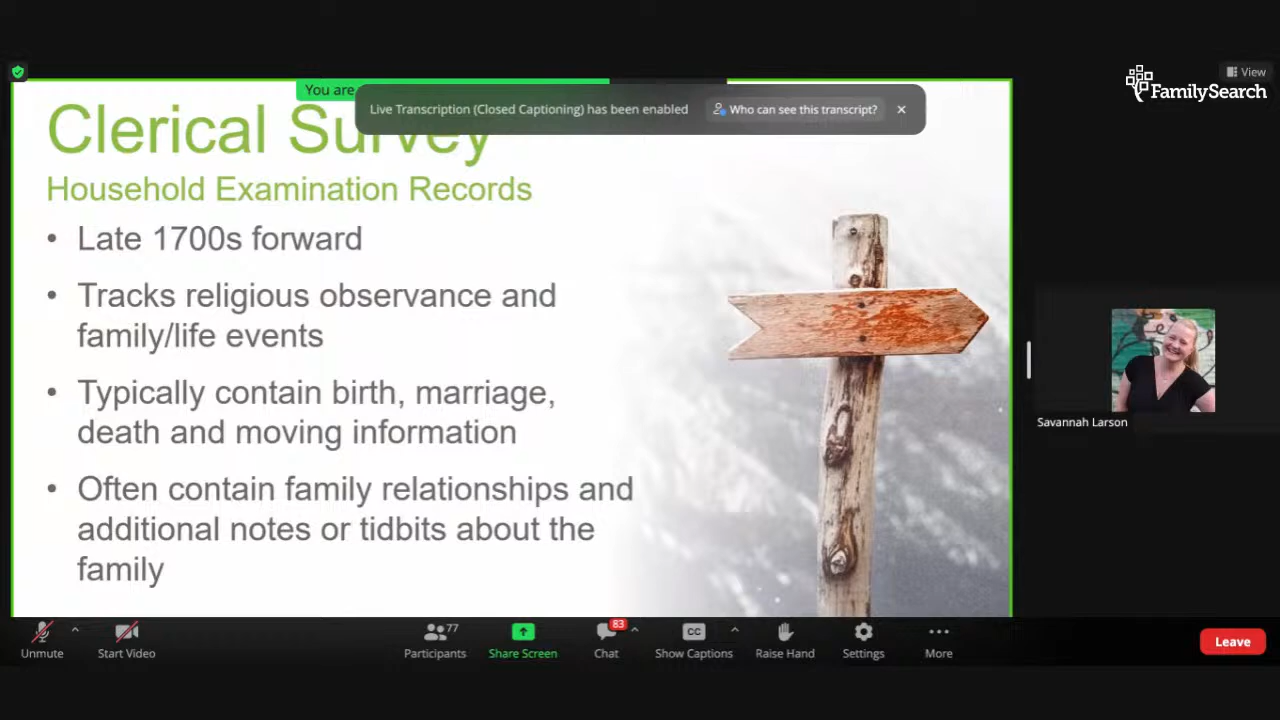 FamilySearch
View
You are
Live Transcription (Closed Captioning) has been enabled
Who can see this transcript?
Clerical Survey
Household Examination Records
• Late 1700s forward
• Tracks religious observance and
family/life events
• Typically contain birth, marriage,
death and moving information
• Often contain family relationships and
additional notes or tidbits about the
family
Savannah Larson
Unmute
Start Video
77
Participants
Share Screen
83
Chat
CC
Show Captions
Raise Hand
Settings
More
Leave